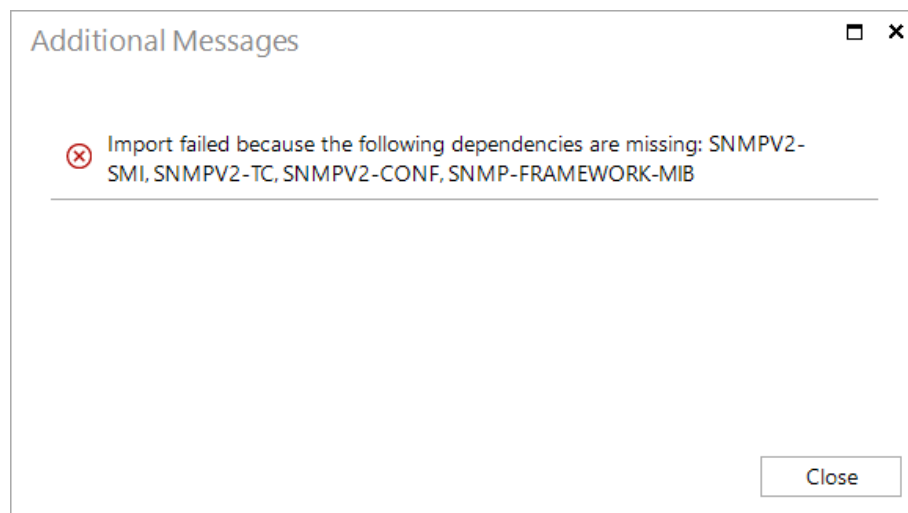 Additional Messages
Import failed because the following dependencies are missing: SNMPV2-
SMI, SNMPV2-TC, SNMPV2-CONF, SNMP-FRAMEWORK-MIB
Close